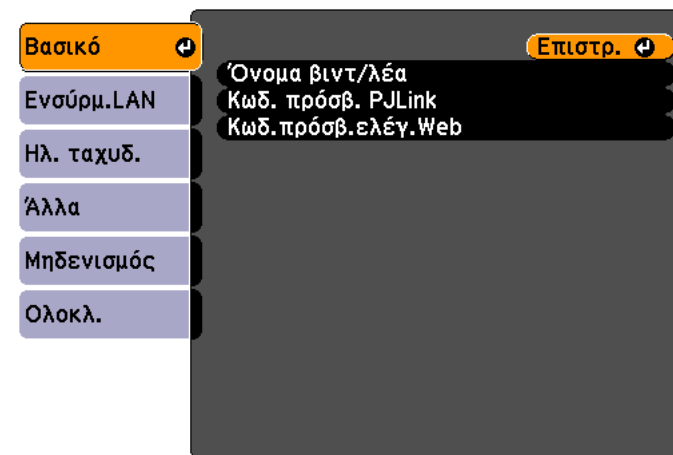 Βασικό
Ενσύρμ.LAN
Ηλ. ταχυδ.
Άλλα
Μηδενισμός
Ολοκλ.
Επιστρ.
Όνομα βιντ/λέα
Κωδ. πρόσβ. PJLink
Κωδ.πρόσβ.ελέγ.Web